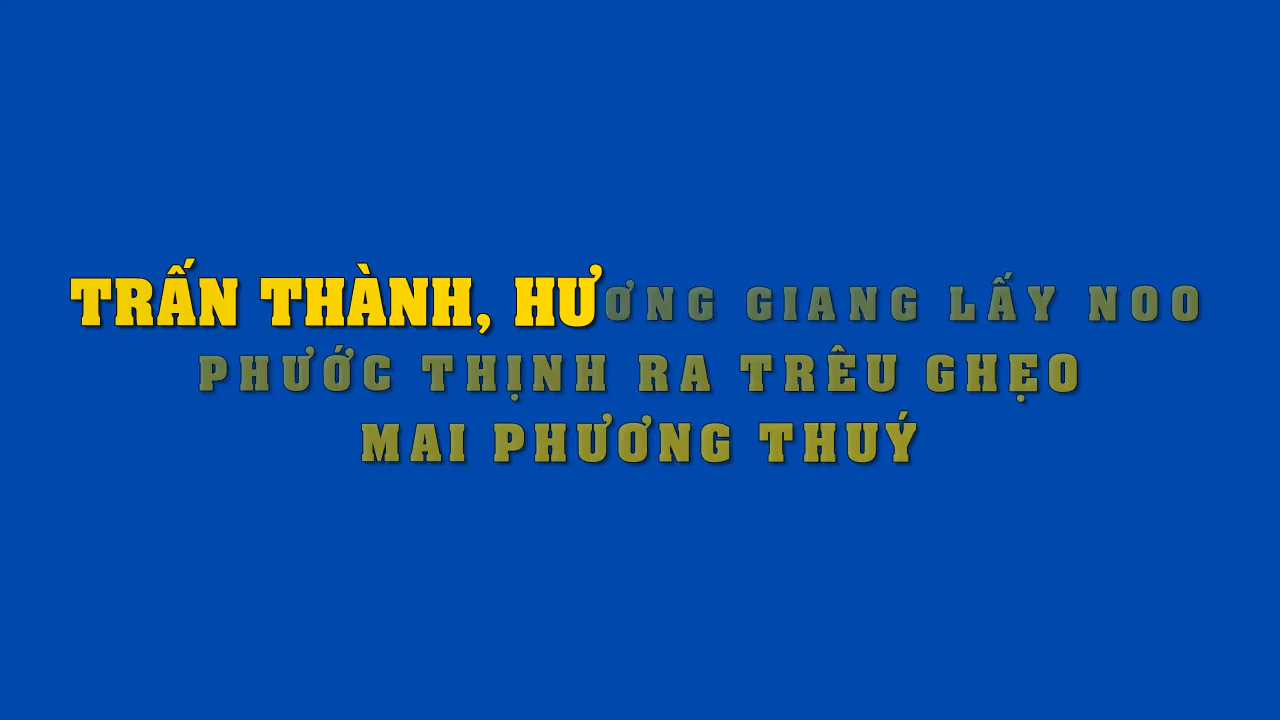 TRẤN THÀNH, HƯƠNG GIANG LẤY NOO
PHƯỚC THỊNH RA TRÊU GHẸO
MAI PHƯƠNG THUÝ